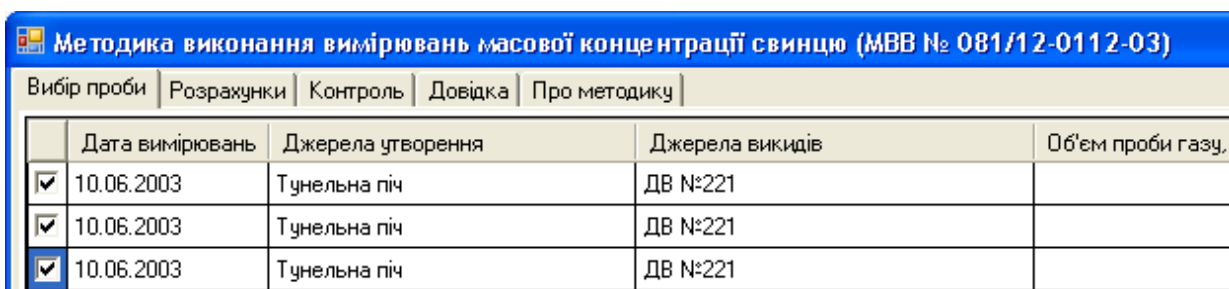 Методика виконання вимірювань масової концентрації свинцю (МВВ № 081/12-0112-03)
Вибір проби Розрахунки Контроль Довідка Про методику
Дата вимірювань Джерела утворення Джерела викидів Об'єм проби газу,
10.06.2003 Тунельна піч ДВ №221
10.06.2003 Тунельна піч ДВ №221
10.06.2003 Тунельна піч ДВ №221